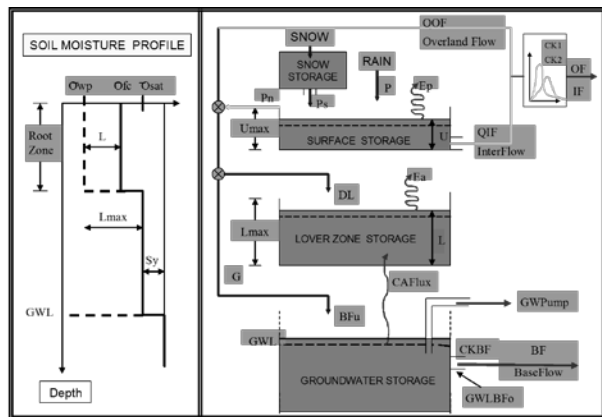 SOIL MOISTURE PROFILE
Θwp Θfc Θsat
Root
Zone
L
Lmax
Sy
GWL
Depth
SNOW
SNOW
STORAGE
RAIN
P
Pn
Ps
Ep
Umax
U
SURFACE STORAGE
OOF
Overland Flow
CK1
CK2
OF
IF
QIF
InterFlow
DL
Ea
Lmax
L
LOVER ZONE STORAGE
G
CAFlux
BFu
GWPump
GWL
CKBF
BF
BaseFlow
GROUNDWATER STORAGE
GWLBFo